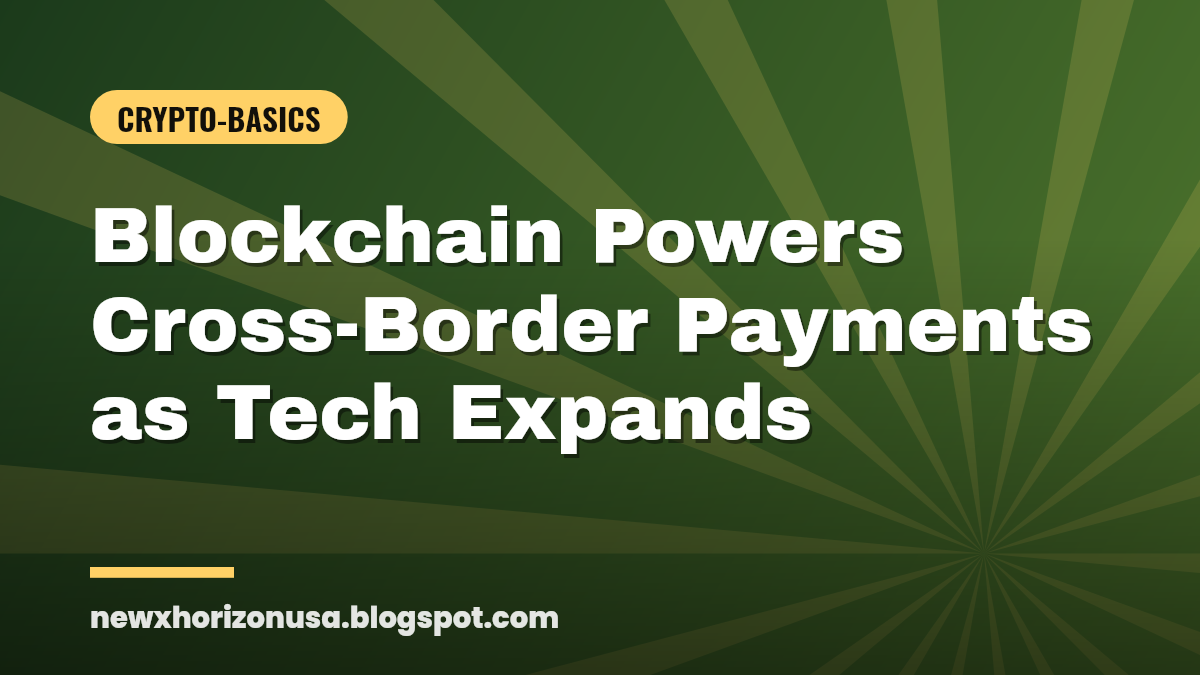 CRYPTO-BASICS
Blockchain Powers
Cross-Border Payments
as Tech Expands
newxhorizonusa.blogspot.com